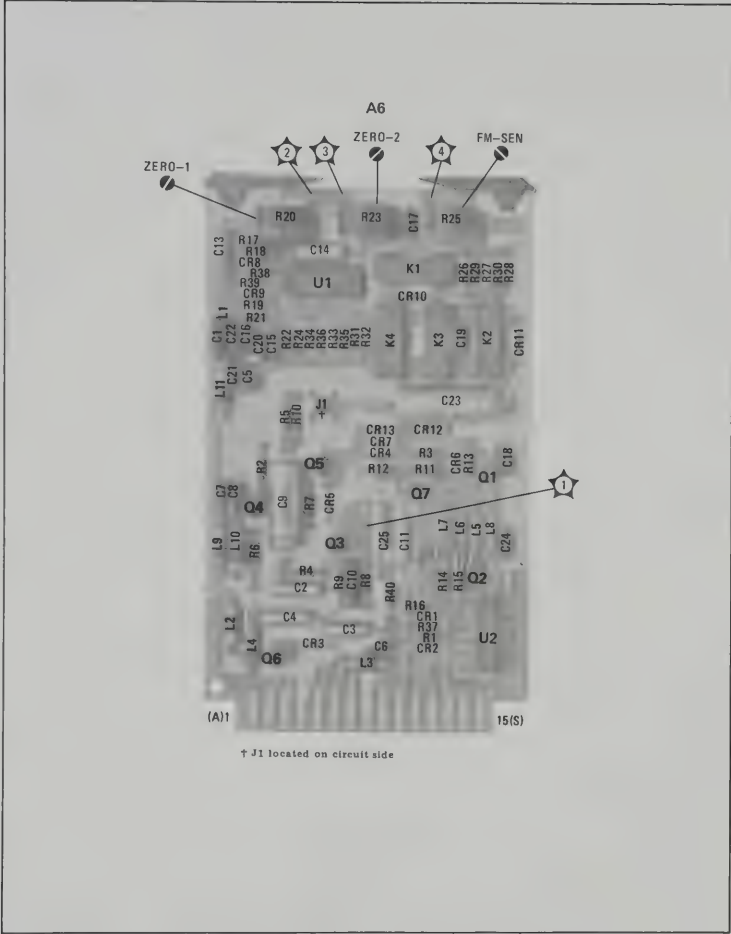 A6
ZERO-1
2
3
ZERO-2
4
FM-SEN
R20
R23
C17
R25
C13
R17
R18
CR8
R38
R39
CR9
R19
R21
C14
U1
K1
CR10
R26
R29
R27
R30
R28
L1
C1
C22
C16
C20
C15
R22
R24
R34
R36
R33
R35
R31
R32
K4
K3
C19
K2
CR11
L11
C21
C5
C23
R5
R10
J1
†
CR13
CR12
CR7
CR4
R3
R12
R11
CR6
R13
Q1
C18
R2
Q5
Q7
1
C7
C8
Q4
C9
R7
CR5
L9
L10
R6
Q3
C25
C11
L7
L6
L5
L8
C24
R4
C2
R9
C10
R8
R40
R14
R15
Q2
R16
CR1
R37
R1
CR2
U2
L2
L4
C4
C3
Q6
CR3
C6
L3
(A)1
15(S)
† J1 located on circuit side